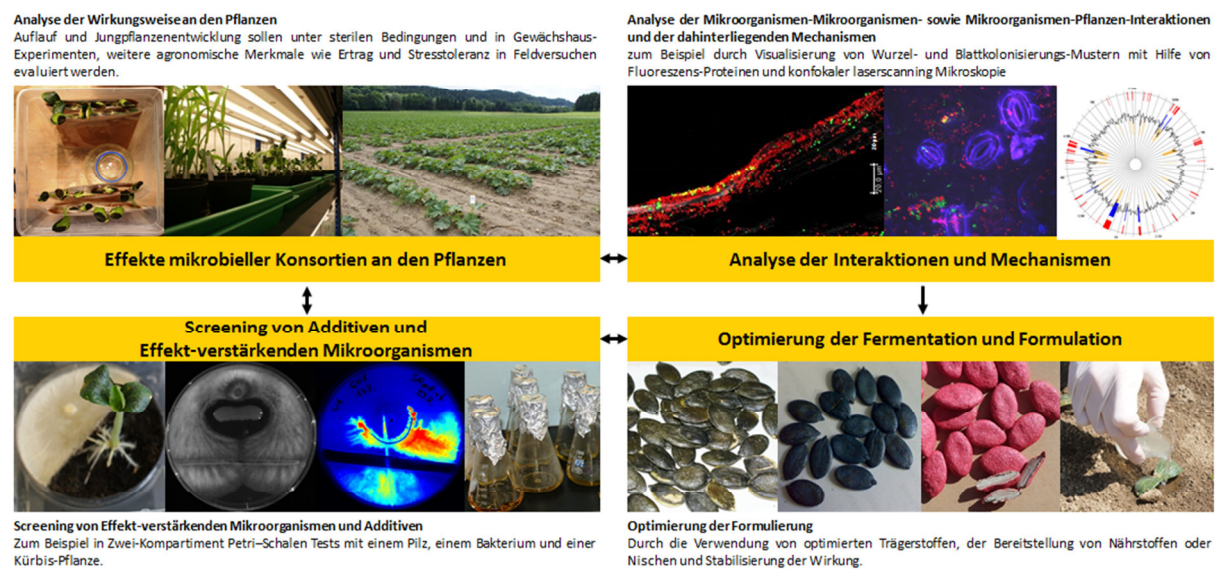 Analyse der Wirkungsweise an den Pflanzen
Auflauf und Jungpflanzenentwicklung sollen unter sterilen Bedingungen und in Gewächshaus-
Experimenten, weitere agronomische Merkmale wie Ertrag und Stresstoleranz in Feldversuchen
evaluiert werden.
Analyse der Mikroorganismen-Mikroorganismen- sowie Mikroorganismen-Pflanzen-Interaktionen
und der dahinterliegenden Mechanismen
zum Beispiel durch Visualisierung von Wurzel- und Blattkolonisierungs-Mustern mit Hilfe von
Fluoreszens-Proteinen und konfokaler laserscanning Mikroskopie
20 µm
20.0 µm
Effekte mikrobieller Konsortien an den Pflanzen
Analyse der Interaktionen und Mechanismen
Screening von Additiven und
Effekt-verstärkenden Mikroorganismen
Optimierung der Fermentation und Formulation
Screening von Effekt-verstärkenden Mikroorganismen und Additiven
Zum Beispiel in Zwei-Kompartiment Petri–Schalen Tests mit einem Pilz, einem Bakterium und einer
Kürbis-Pflanze.
Optimierung der Formulierung
Durch die Verwendung von optimierten Trägerstoffen, der Bereitstellung von Nährstoffen oder
Nischen und Stabilisierung der Wirkung.